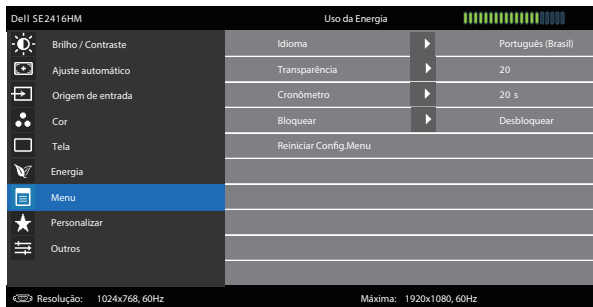 Dell SE2416HM Uso da Energia
Brilho / Contraste Idioma Português (Brasil)
Ajuste automático Transparência 20
Origem de entrada Cronômetro 20 s
Cor Bloquear Desbloquear
Tela Reiniciar Config.Menu
Energia
Menu
Personalizar
Outros
Resolução: 1024x768, 60Hz Máxima: 1920x1080, 60Hz